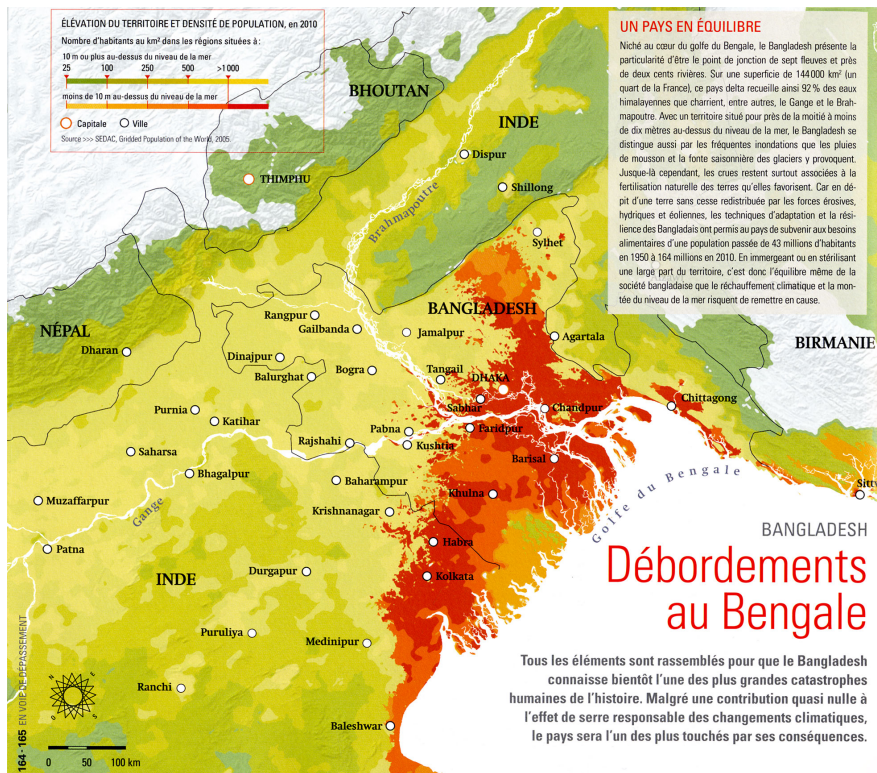 ÉLÉVATION DU TERRITOIRE ET DENSITÉ DE POPULATION, en 2010
Nombre d'habitants au km² dans les régions situées à :
10 m ou plus au-dessus du niveau de la mer
25 100 250 500 >1000
moins de 10 m au-dessus du niveau de la mer
Capitale Ville
Source >>> SEDAC, Gridded Population of the World, 2005
UN PAYS EN ÉQUILIBRE
Niché au cœur du golfe du Bengale, le Bangladesh présente la
particularité d'être le point de jonction de sept fleuves et près
de deux cents rivières. Sur une superficie de 144 000 km² (un
quart de la France), ce pays delta recueille ainsi 92 % des eaux
himalayennes que charrient, entre autres, le Gange et le Brah-
mapoutre. Avec un territoire situé pour près de la moitié à moins
de dix mètres au-dessus du niveau de la mer, le Bangladesh se
distingue aussi par les fréquentes inondations que les pluies
de mousson et la fonte saisonnière des glaciers y provoquent.
Jusque-là cependant, les crues restent surtout associées à la
fertilisation naturelle des terres qu'elles favorisent. Car en dé-
pit d'une terre sans cesse redistribuée par les forces érosives,
hydriques et éoliennes, les techniques d'adaptation et la rési-
lience des Bangladais ont permis au pays de subvenir aux besoins
alimentaires d'une population passée de 43 millions d'habitants
en 1950 à 164 millions en 2010. En immergeant ou en stérilisant
une large part du territoire, c'est donc l'équilibre même de la
société bangladaise que le réchauffement climatique et la mon-
tée du niveau de la mer risquent de remettre en cause.
BHOUTAN
INDE
Dispur
THIMPHU
Shillong
Brahmapoutre
Sylhet
BANGLADESH
Rangpur
Gailbanda
Jamalpur
NÉPAL
Agartala
BIRMANIE
Dharan
Dinajpur
Bogra
Tangail
DHAKA
Balurghat
Sabhar
Chittagong
Purnia
Chandpur
Katihar
Pabna
Faridpur
Rajshahi
Kushtia
Saharsa
Barisal
Bhagalpur
Baharampur
Golfe du Bengale
Sittw
Muzaffarpur
Khulna
Gange
Krishnanagar
Patna
Habra
INDE
Durgapur
Kolkata
Puruliya
Medinipur
Ranchi
Baleshwar
BANGLADESH
Débordements
au Bengale
Tous les éléments sont rassemblés pour que le Bangladesh
connaisse bientôt l'une des plus grandes catastrophes
humaines de l'histoire. Malgré une contribution quasi nulle à
l'effet de serre responsable des changements climatiques,
le pays sera l'un des plus touchés par ses conséquences.
N E S O
0 50 100 km
164-165 EN VOIE DE DÉPASSEMENT